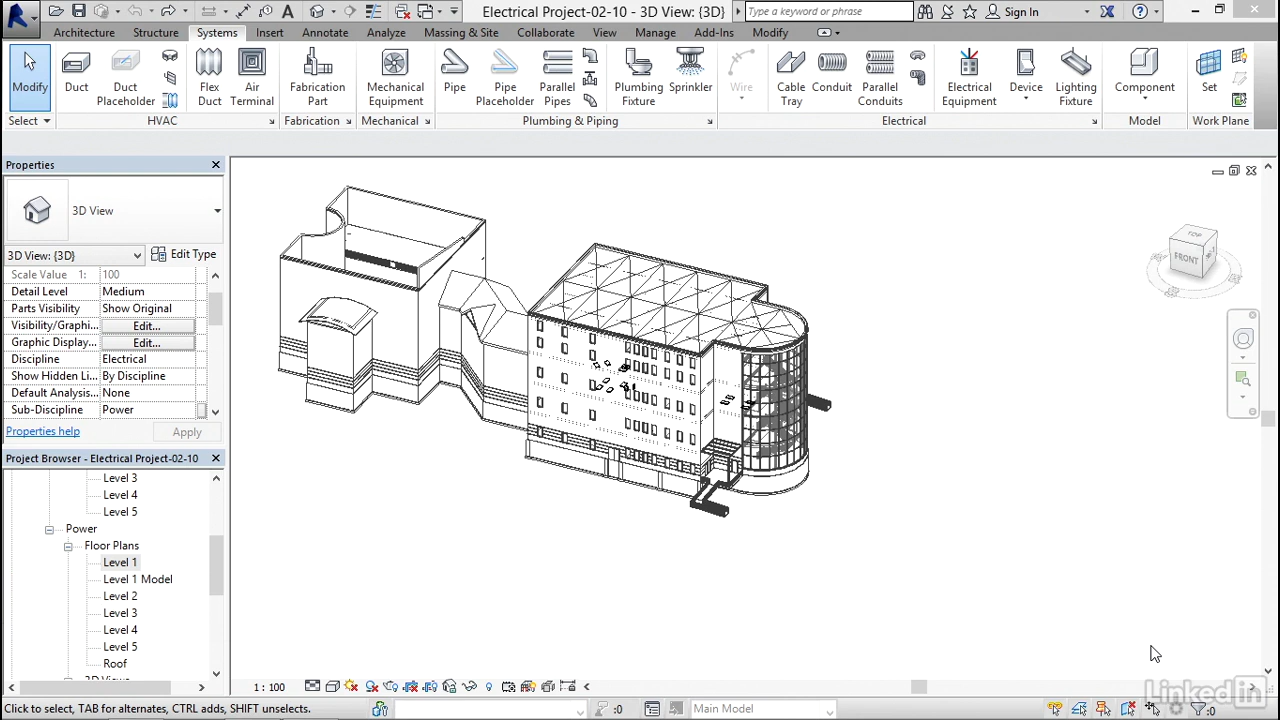 Electrical Project-02-10 - 3D View: {3D}
Type a keyword or phrase
Sign In
Architecture Structure Systems Insert Annotate Analyze Massing & Site Collaborate View Manage Add-Ins Modify
Modify
Duct
Duct Placeholder
Flex Duct
Air Terminal
Fabrication Part
Mechanical Equipment
Pipe
Pipe Placeholder
Parallel Pipes
Plumbing Fixture
Sprinkler
Wire
Cable Tray
Conduit
Parallel Conduits
Electrical Equipment
Device
Lighting Fixture
Component
Set
Select HVAC Fabrication Mechanical Plumbing & Piping Electrical Model Work Plane
Properties
3D View
3D View: {3D} Edit Type
Scale Value 1: 100
Detail Level Medium
Parts Visibility Show Original
Visibility/Graphi... Edit...
Graphic Display... Edit...
Discipline Electrical
Show Hidden Li... By Discipline
Default Analysis... None
Sub-Discipline Power
Properties help Apply
Project Browser - Electrical Project-02-10
Level 3
Level 4
Level 5
Power
Floor Plans
Level 1
Level 1 Model
Level 2
Level 3
Level 4
Level 5
Roof
TOP
FRONT
1 : 100
Click to select, TAB for alternates, CTRL adds, SHIFT unselects.
:0
Main Model
:0
Linked in